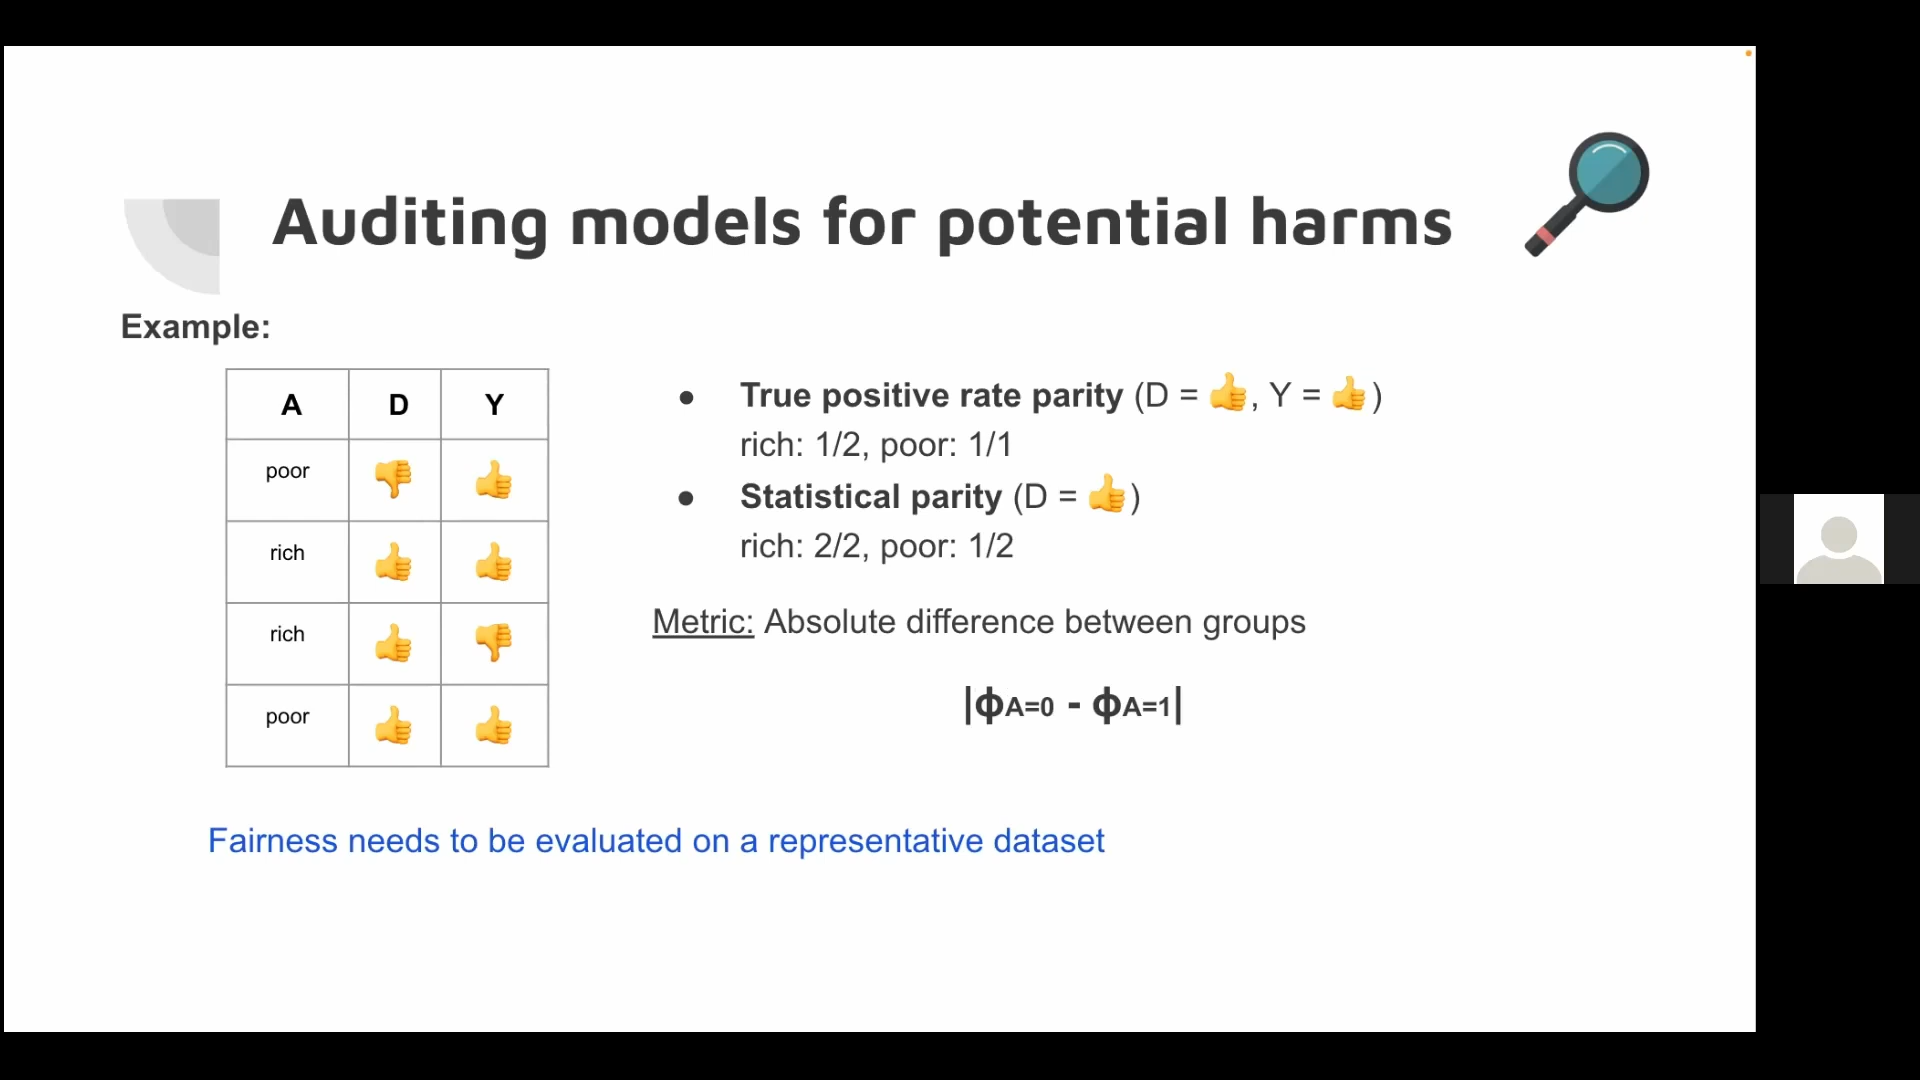 Auditing models for potential harms
Example:
A D Y
poor 👎 👍
rich 👍 👍
rich 👍 👎
poor 👍 👍
● True positive rate parity (D = 👍, Y = 👍)
rich: 1/2, poor: 1/1
● Statistical parity (D = 👍)
rich: 2/2, poor: 1/2
Metric: Absolute difference between groups
|ϕA=0 - ϕA=1|
Fairness needs to be evaluated on a representative dataset